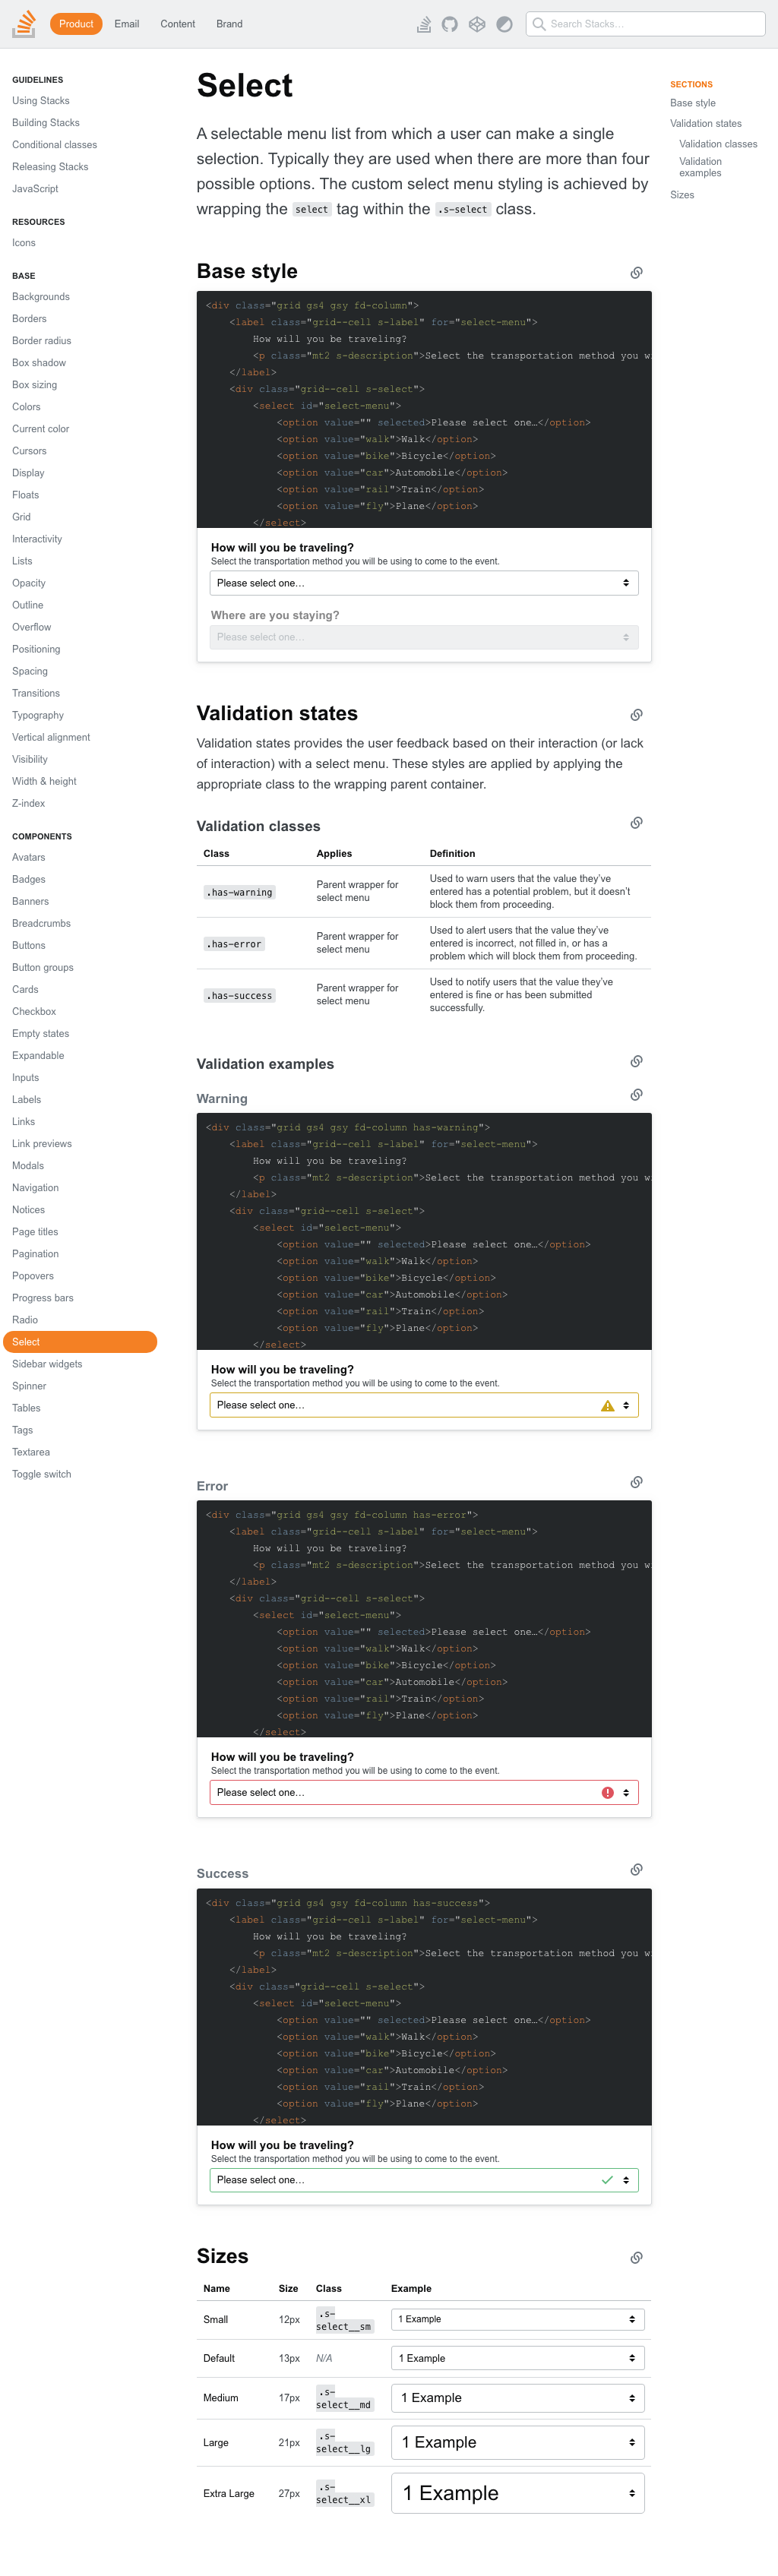 Product Email Content Brand
Search Stacks…
GUIDELINES
Using Stacks
Building Stacks
Conditional classes
Releasing Stacks
JavaScript
RESOURCES
Icons
BASE
Backgrounds
Borders
Border radius
Box shadow
Box sizing
Colors
Current color
Cursors
Display
Floats
Grid
Interactivity
Lists
Opacity
Outline
Overflow
Positioning
Spacing
Transitions
Typography
Vertical alignment
Visibility
Width & height
Z-index
COMPONENTS
Avatars
Badges
Banners
Breadcrumbs
Buttons
Button groups
Cards
Checkbox
Empty states
Expandable
Inputs
Labels
Links
Link previews
Modals
Navigation
Notices
Page titles
Pagination
Popovers
Progress bars
Radio
Select
Sidebar widgets
Spinner
Tables
Tags
Textarea
Toggle switch
Select
A selectable menu list from which a user can make a single
selection. Typically they are used when there are more than four
possible options. The custom select menu styling is achieved by
wrapping the select tag within the .s-select class.
Base style
<div class="grid gs4 gsy fd-column">
<label class="grid--cell s-label" for="select-menu">
How will you be traveling?
<p class="mt2 s-description">Select the transportation method you w
</label>
<div class="grid--cell s-select">
<select id="select-menu">
<option value="" selected>Please select one…</option>
<option value="walk">Walk</option>
<option value="bike">Bicycle</option>
<option value="car">Automobile</option>
<option value="rail">Train</option>
<option value="fly">Plane</option>
</select>
How will you be traveling?
Select the transportation method you will be using to come to the event.
Please select one…
Where are you staying?
Please select one…
Validation states
Validation states provides the user feedback based on their interaction (or lack
of interaction) with a select menu. These styles are applied by applying the
appropriate class to the wrapping parent container.
Validation classes
Class Applies Definition
.has-warning
Parent wrapper for
select menu
Used to warn users that the value they've
entered has a potential problem, but it doesn't
block them from proceeding.
.has-error
Parent wrapper for
select menu
Used to alert users that the value they've
entered is incorrect, not filled in, or has a
problem which will block them from proceeding.
.has-success
Parent wrapper for
select menu
Used to notify users that the value they've
entered is fine or has been submitted
successfully.
Validation examples
Warning
<div class="grid gs4 gsy fd-column has-warning">
<label class="grid--cell s-label" for="select-menu">
How will you be traveling?
<p class="mt2 s-description">Select the transportation method you w
</label>
<div class="grid--cell s-select">
<select id="select-menu">
<option value="" selected>Please select one…</option>
<option value="walk">Walk</option>
<option value="bike">Bicycle</option>
<option value="car">Automobile</option>
<option value="rail">Train</option>
<option value="fly">Plane</option>
</select>
How will you be traveling?
Select the transportation method you will be using to come to the event.
Please select one…
Error
<div class="grid gs4 gsy fd-column has-error">
<label class="grid--cell s-label" for="select-menu">
How will you be traveling?
<p class="mt2 s-description">Select the transportation method you w
</label>
<div class="grid--cell s-select">
<select id="select-menu">
<option value="" selected>Please select one…</option>
<option value="walk">Walk</option>
<option value="bike">Bicycle</option>
<option value="car">Automobile</option>
<option value="rail">Train</option>
<option value="fly">Plane</option>
</select>
How will you be traveling?
Select the transportation method you will be using to come to the event.
Please select one…
Success
<div class="grid gs4 gsy fd-column has-success">
<label class="grid--cell s-label" for="select-menu">
How will you be traveling?
<p class="mt2 s-description">Select the transportation method you w
</label>
<div class="grid--cell s-select">
<select id="select-menu">
<option value="" selected>Please select one…</option>
<option value="walk">Walk</option>
<option value="bike">Bicycle</option>
<option value="car">Automobile</option>
<option value="rail">Train</option>
<option value="fly">Plane</option>
</select>
How will you be traveling?
Select the transportation method you will be using to come to the event.
Please select one…
Sizes
Name Size Class Example
Small 12px .s-select__sm 1 Example
Default 13px N/A 1 Example
Medium 17px .s-select__md 1 Example
Large 21px .s-select__lg 1 Example
Extra Large 27px .s-select__xl 1 Example
SECTIONS
Base style
Validation states
Validation classes
Validation
examples
Sizes